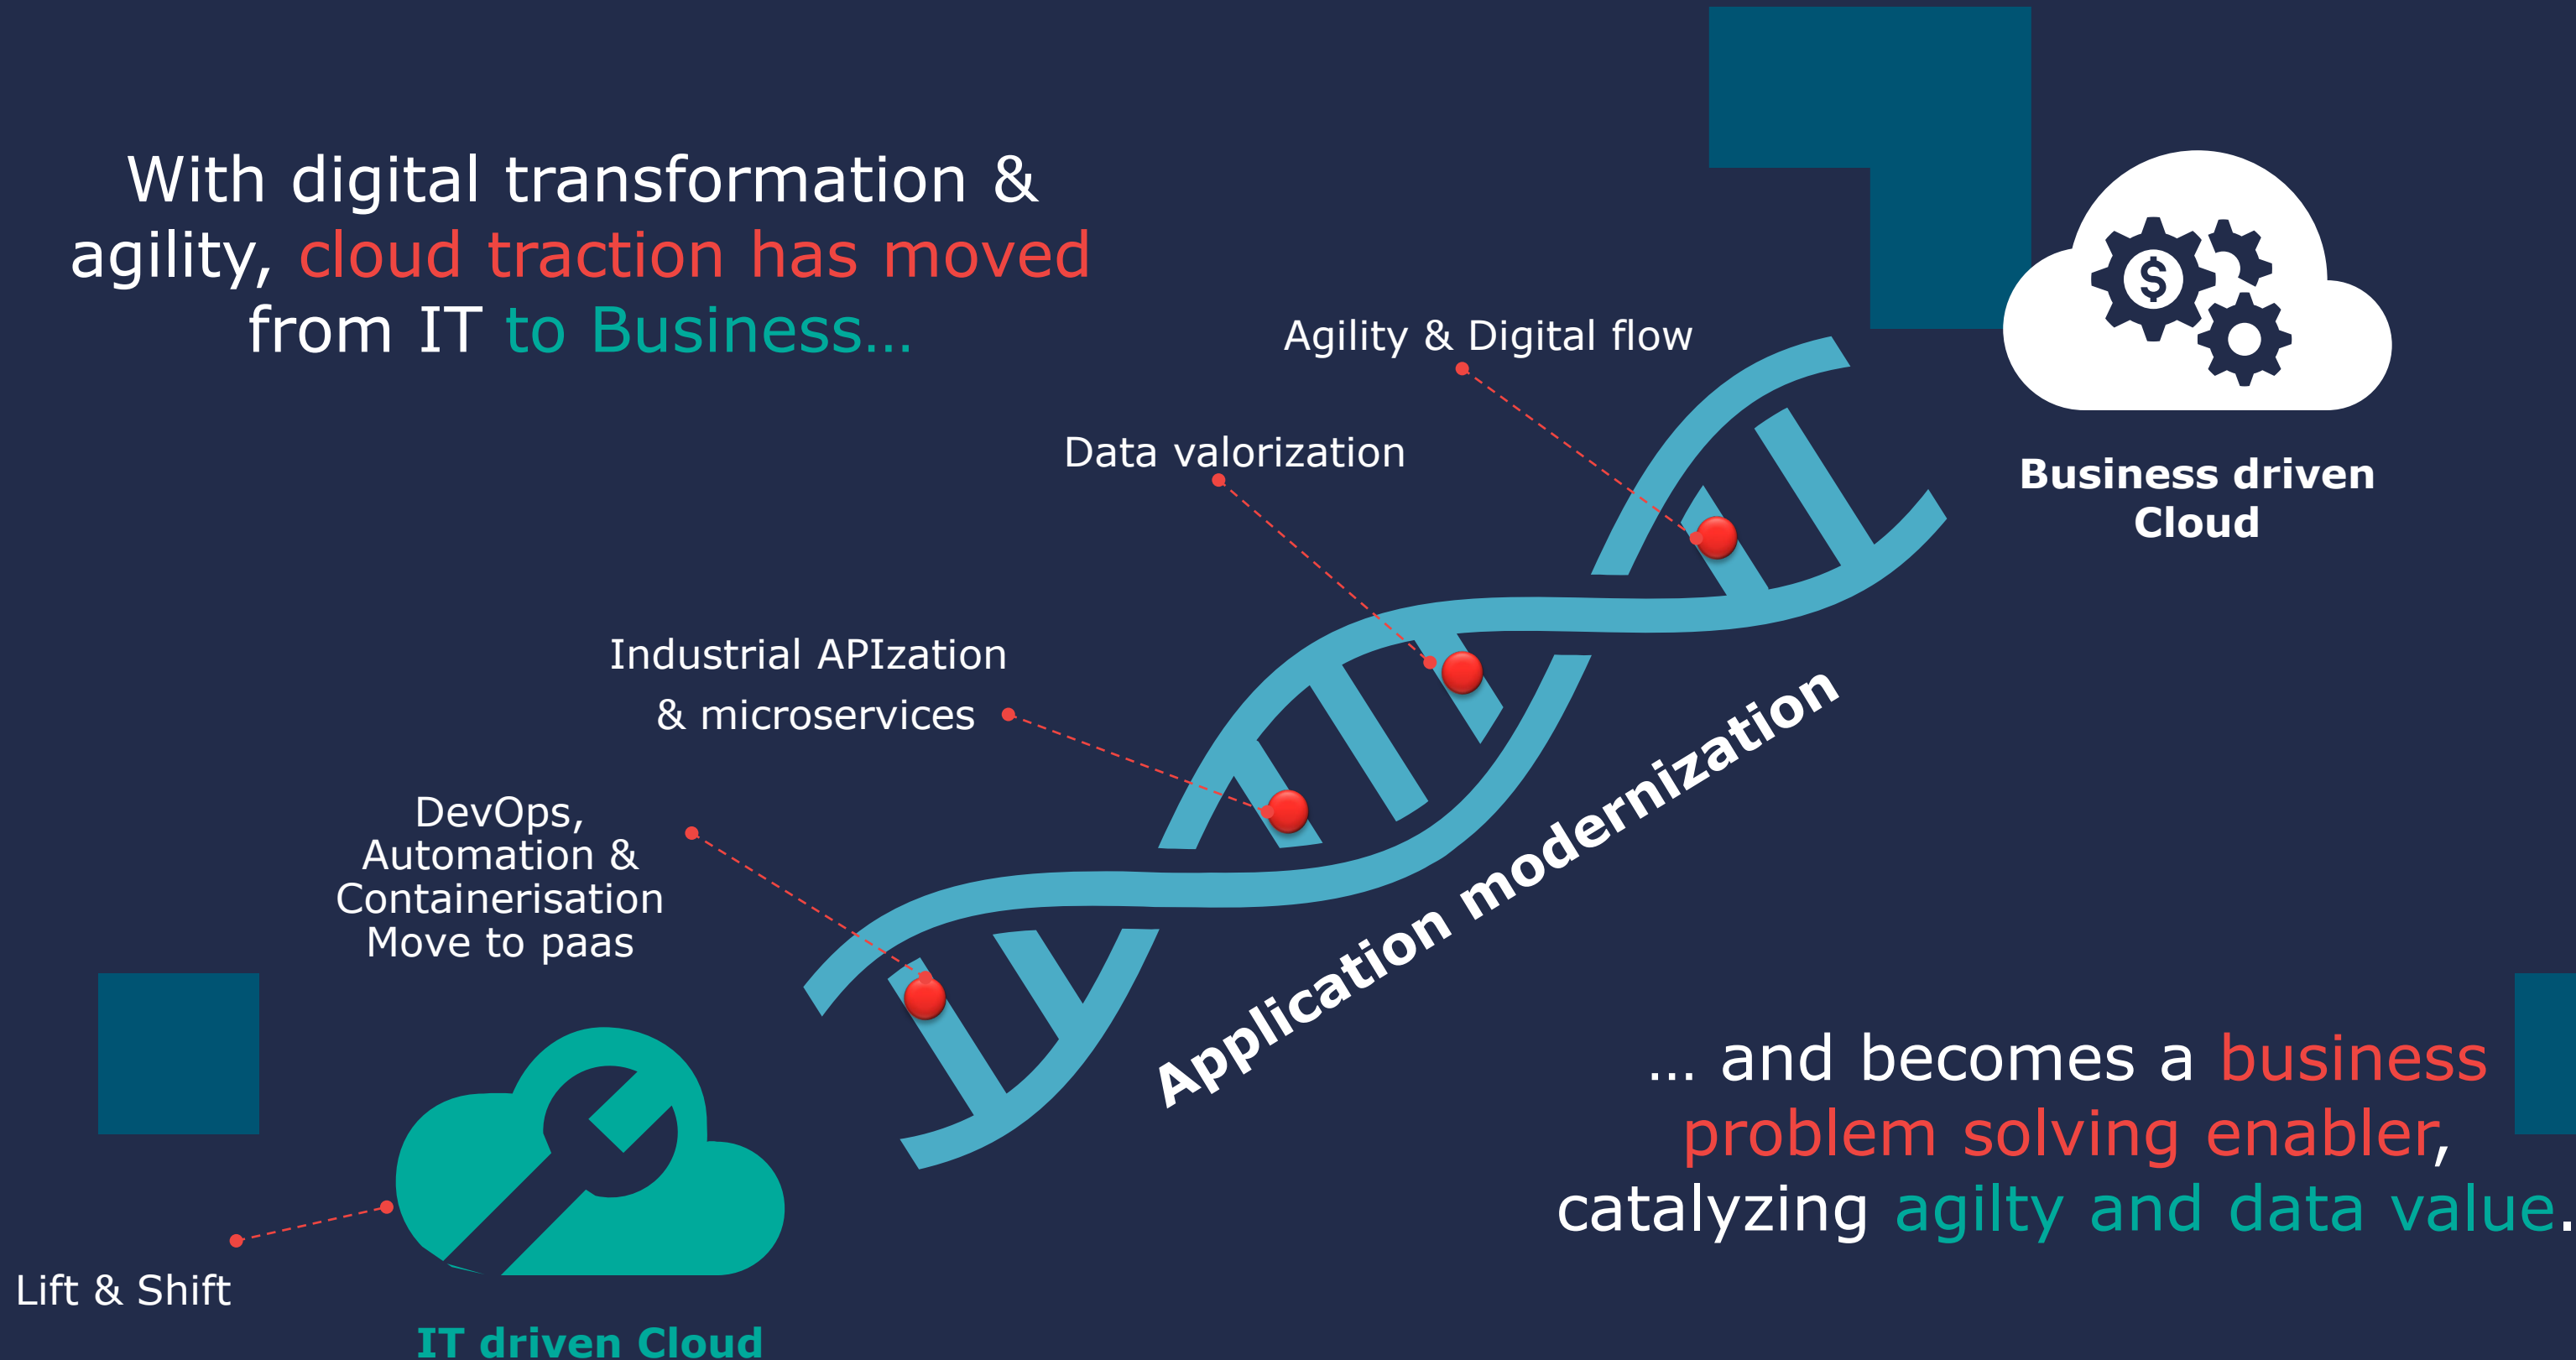 With digital transformation &
agility, cloud traction has moved
from IT to Business...
Agility & Digital flow
Data valorization
Business driven
Cloud
Industrial APIzation
& microservices
DevOps,
Automation &
Containerisation
Move to paas
Application modernization
... and becomes a business
problem solving enabler,
catalyzing agilty and data value.
Lift & Shift
IT driven Cloud
$